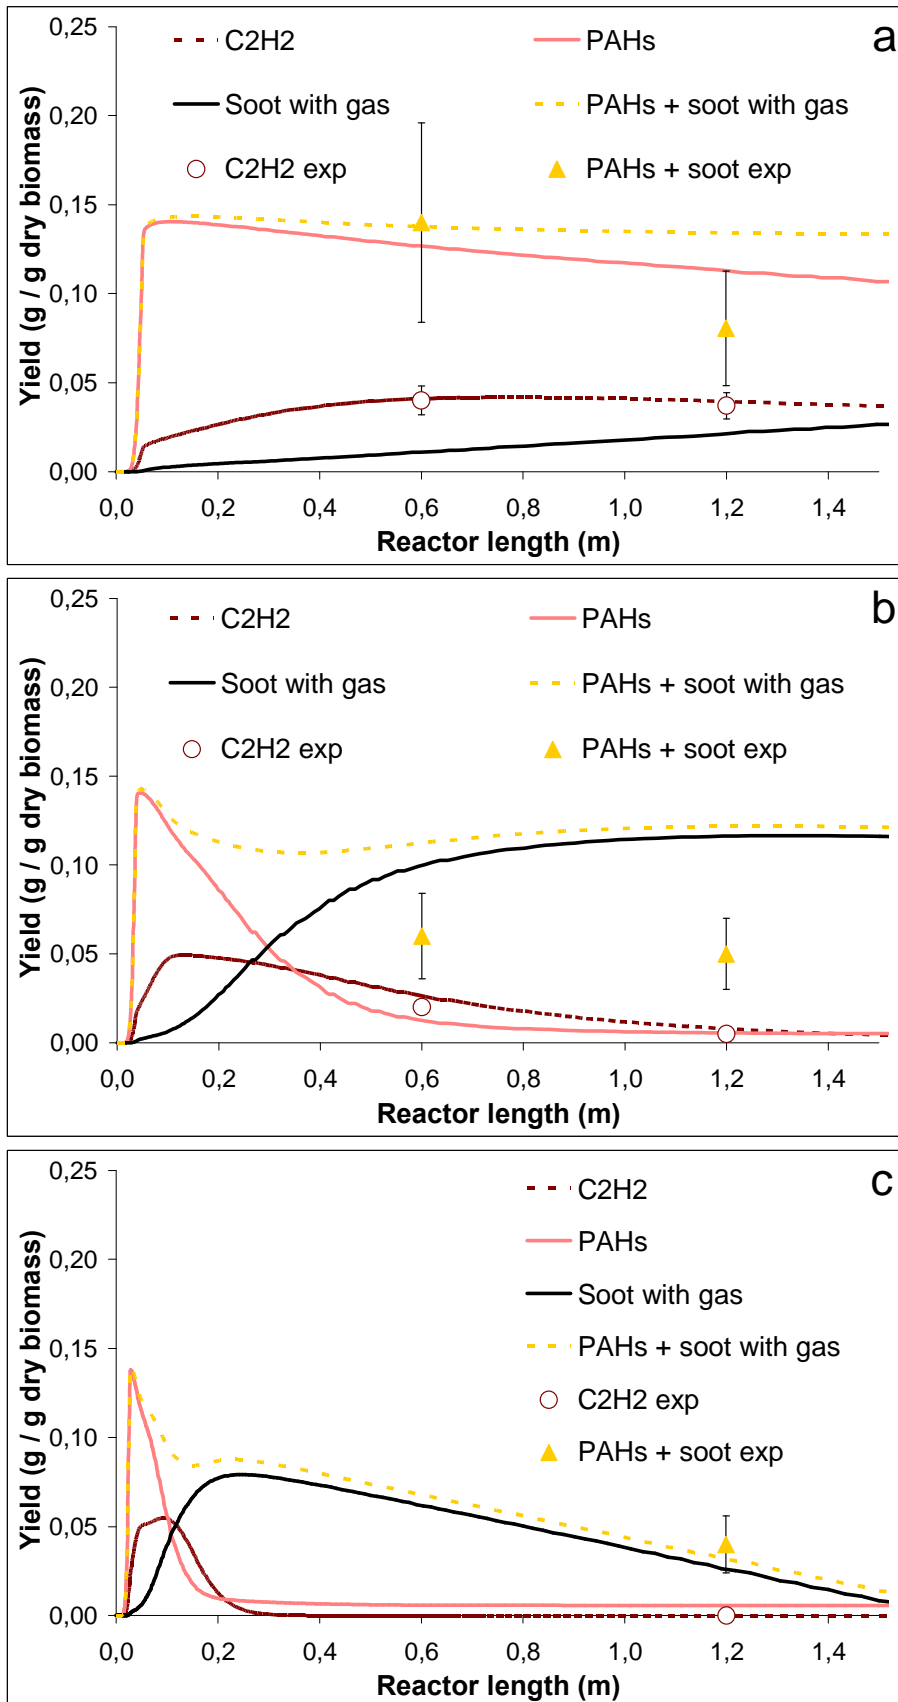 0,25
C2H2
PAHs
a
0,20
Soot with gas
PAHs + soot with gas
C2H2 exp
PAHs + soot exp
0,15
0,10
0,05
0,00
Yield (g / g dry biomass)
0,0 0,2 0,4 0,6 0,8 1,0 1,2 1,4
Reactor length (m)
0,25
C2H2
PAHs
b
0,20
Soot with gas
PAHs + soot with gas
C2H2 exp
PAHs + soot exp
0,15
0,10
0,05
0,00
Yield (g / g dry biomass)
0,0 0,2 0,4 0,6 0,8 1,0 1,2 1,4
Reactor length (m)
0,25
C2H2
c
PAHs
0,20
Soot with gas
PAHs + soot with gas
0,15
C2H2 exp
PAHs + soot exp
0,10
0,05
0,00
Yield (g / g dry biomass)
0,0 0,2 0,4 0,6 0,8 1,0 1,2 1,4
Reactor length (m)